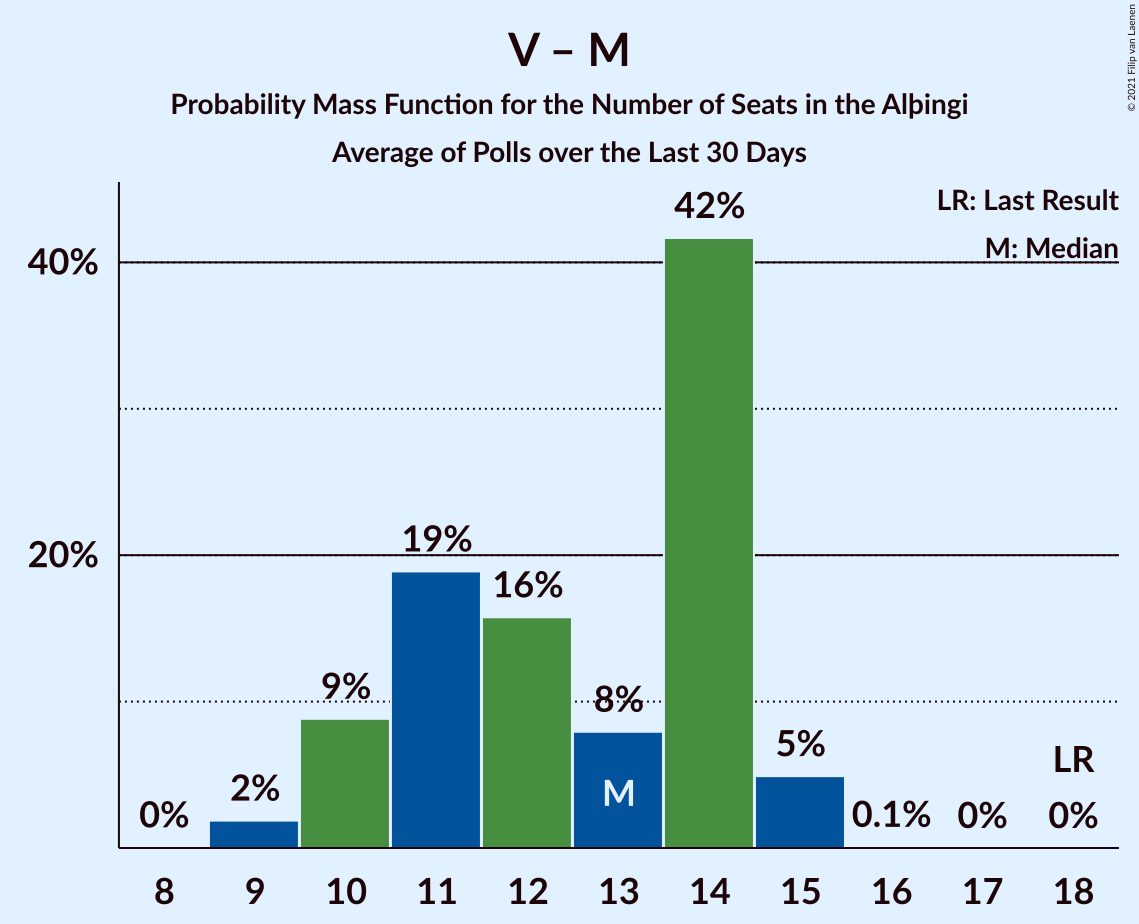 V – M
Probability Mass Function for the Number of Seats in the Alþingi
Average of Polls over the Last 30 Days
© 2021 Filip van Laenen
LR: Last Result
M: Median
40%
20%
0%
2%
9%
19%
16%
8%
42%
5%
0.1%
0%
0%
LR
M
8 9 10 11 12 13 14 15 16 17 18